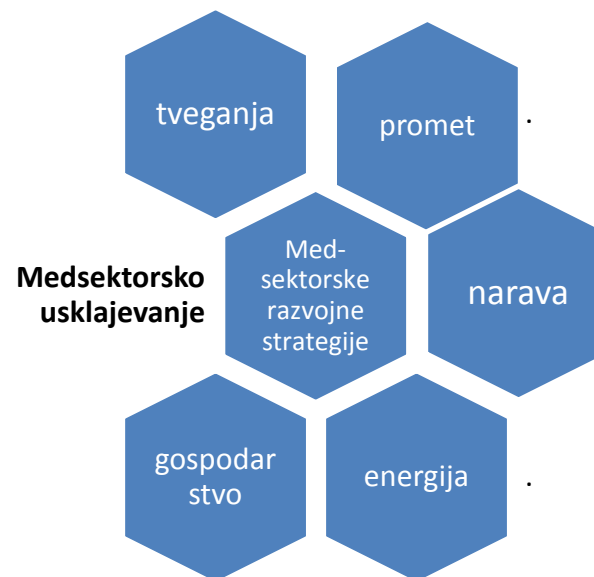 tveganja
promet
.
Medsektorsko
usklajevanje
Med-
sektorske
razvojne
strategije
narava
gospodar
stvo
energija
.